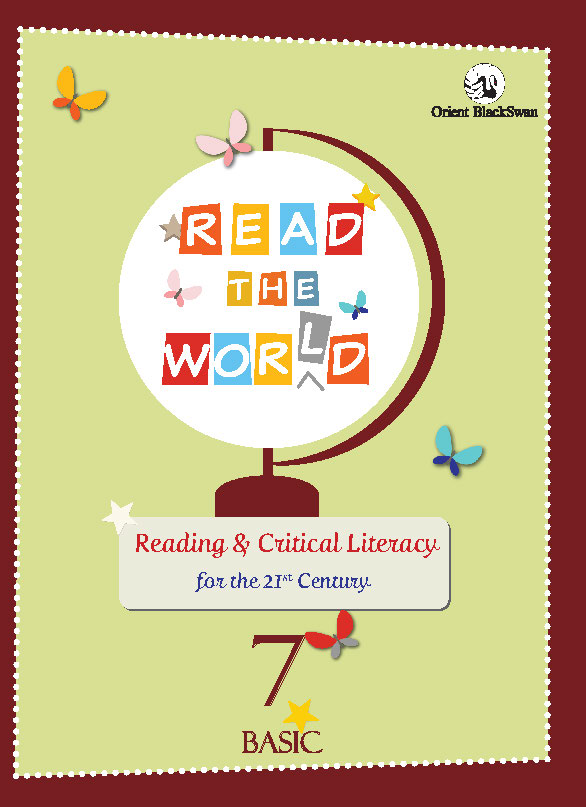 Orient BlackSwan
READ
THE
WORLD
Reading & Critical Literacy
for the 21st Century
7
BASIC